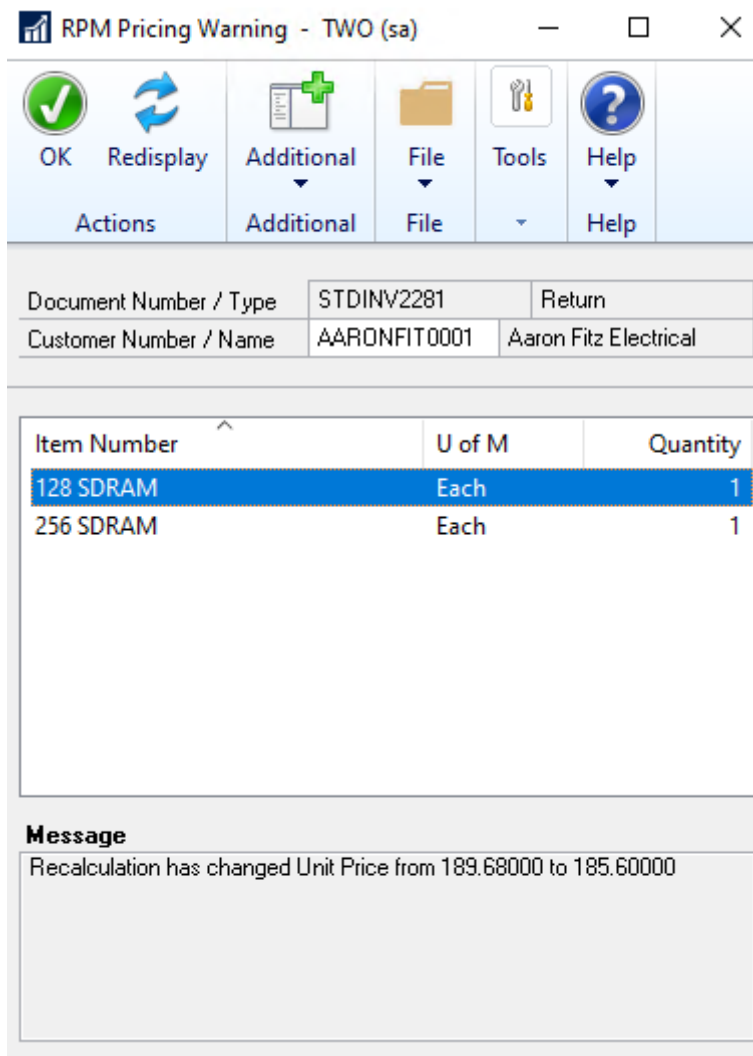 RPM Pricing Warning - TWO (sa)
OK Redisplay Additional File Tools Help
Actions Additional File Help
Document Number / Type STDINV2281 Return
Customer Number / Name AARONFIT0001 Aaron Fitz Electrical
Item Number U of M Quantity
128 SDRAM Each 1
256 SDRAM Each 1
Message
Recalculation has changed Unit Price from 189.68000 to 185.60000